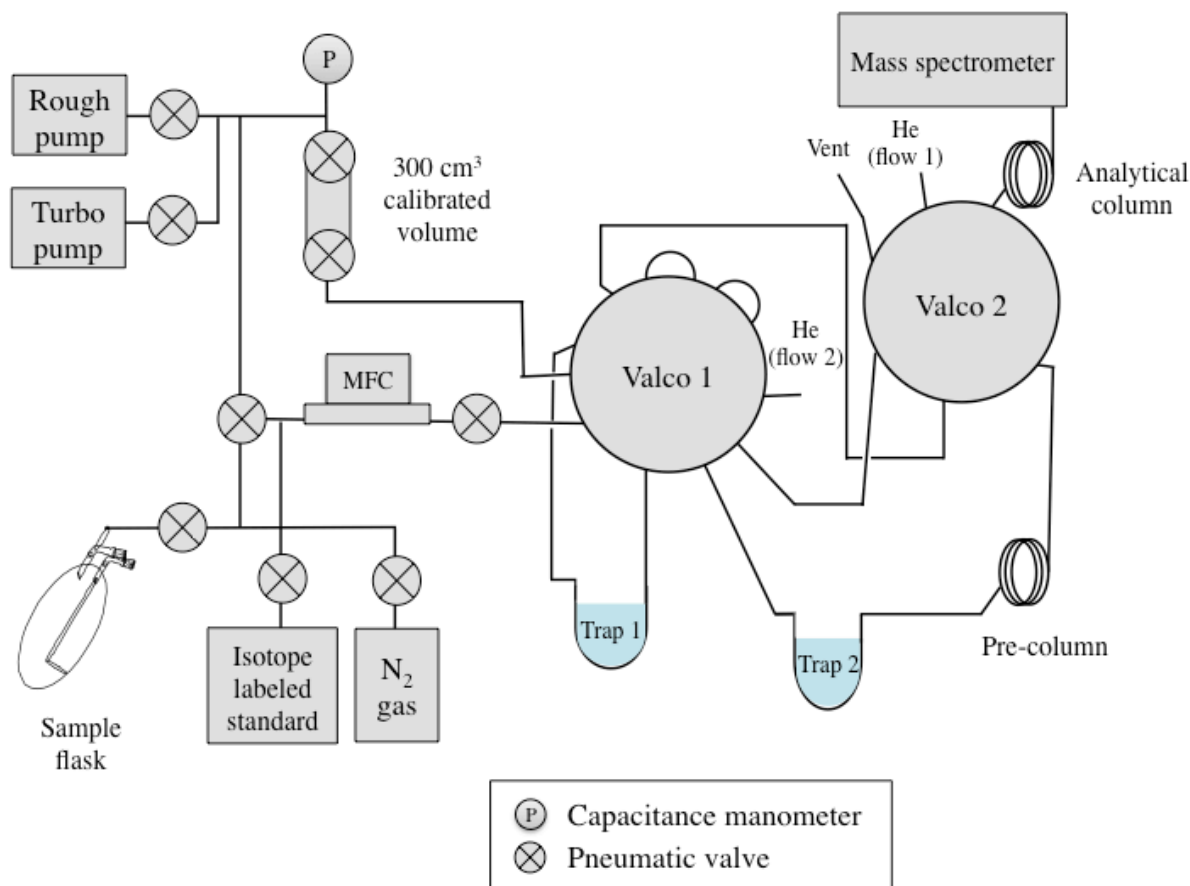 P
Rough
pump
Turbo
pump
300 cm³
calibrated
volume
Mass spectrometer
Vent
He
(flow 1)
Analytical
column
Valco 2
Valco 1
He
(flow 2)
MFC
Trap 1
Trap 2
Pre-column
Isotope
labeled
standard
N₂
gas
Sample
flask
P Capacitance manometer
Pneumatic valve